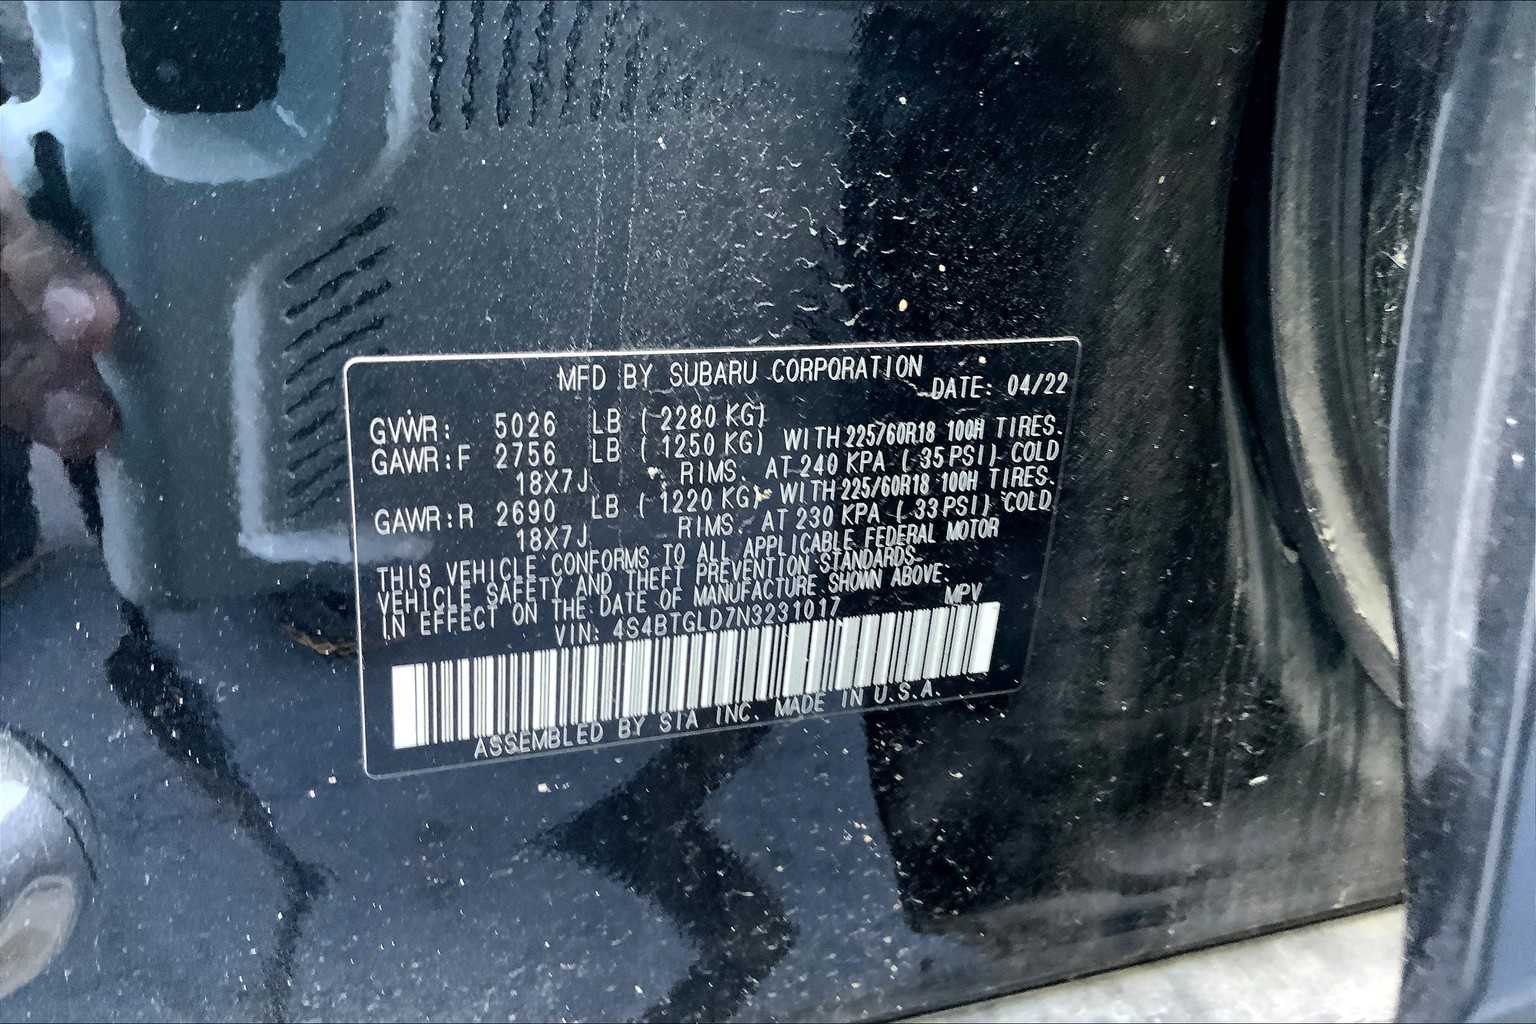 MFD BY SUBARU CORPORATION
DATE: 04/22
GVWR: 5026 LB ( 2280 KG)
GAWR:F 2756 LB ( 1250 KG) WITH 225/60R18 100H TIRES.
18X7J RIMS. AT 240 KPA ( 35 PSI) COLD
GAWR:R 2690 LB ( 1220 KG) WITH 225/60R18 100H TIRES.
18X7J RIMS. AT 230 KPA ( 33 PSI) COLD
THIS VEHICLE CONFORMS TO ALL APPLICABLE FEDERAL MOTOR
VEHICLE SAFETY AND THEFT PREVENTION STANDARDS
IN EFFECT ON THE DATE OF MANUFACTURE SHOWN ABOVE.
VIN: 4S4BTGLD7N3231017 MPV
ASSEMBLED BY SIA INC. MADE IN U.S.A.